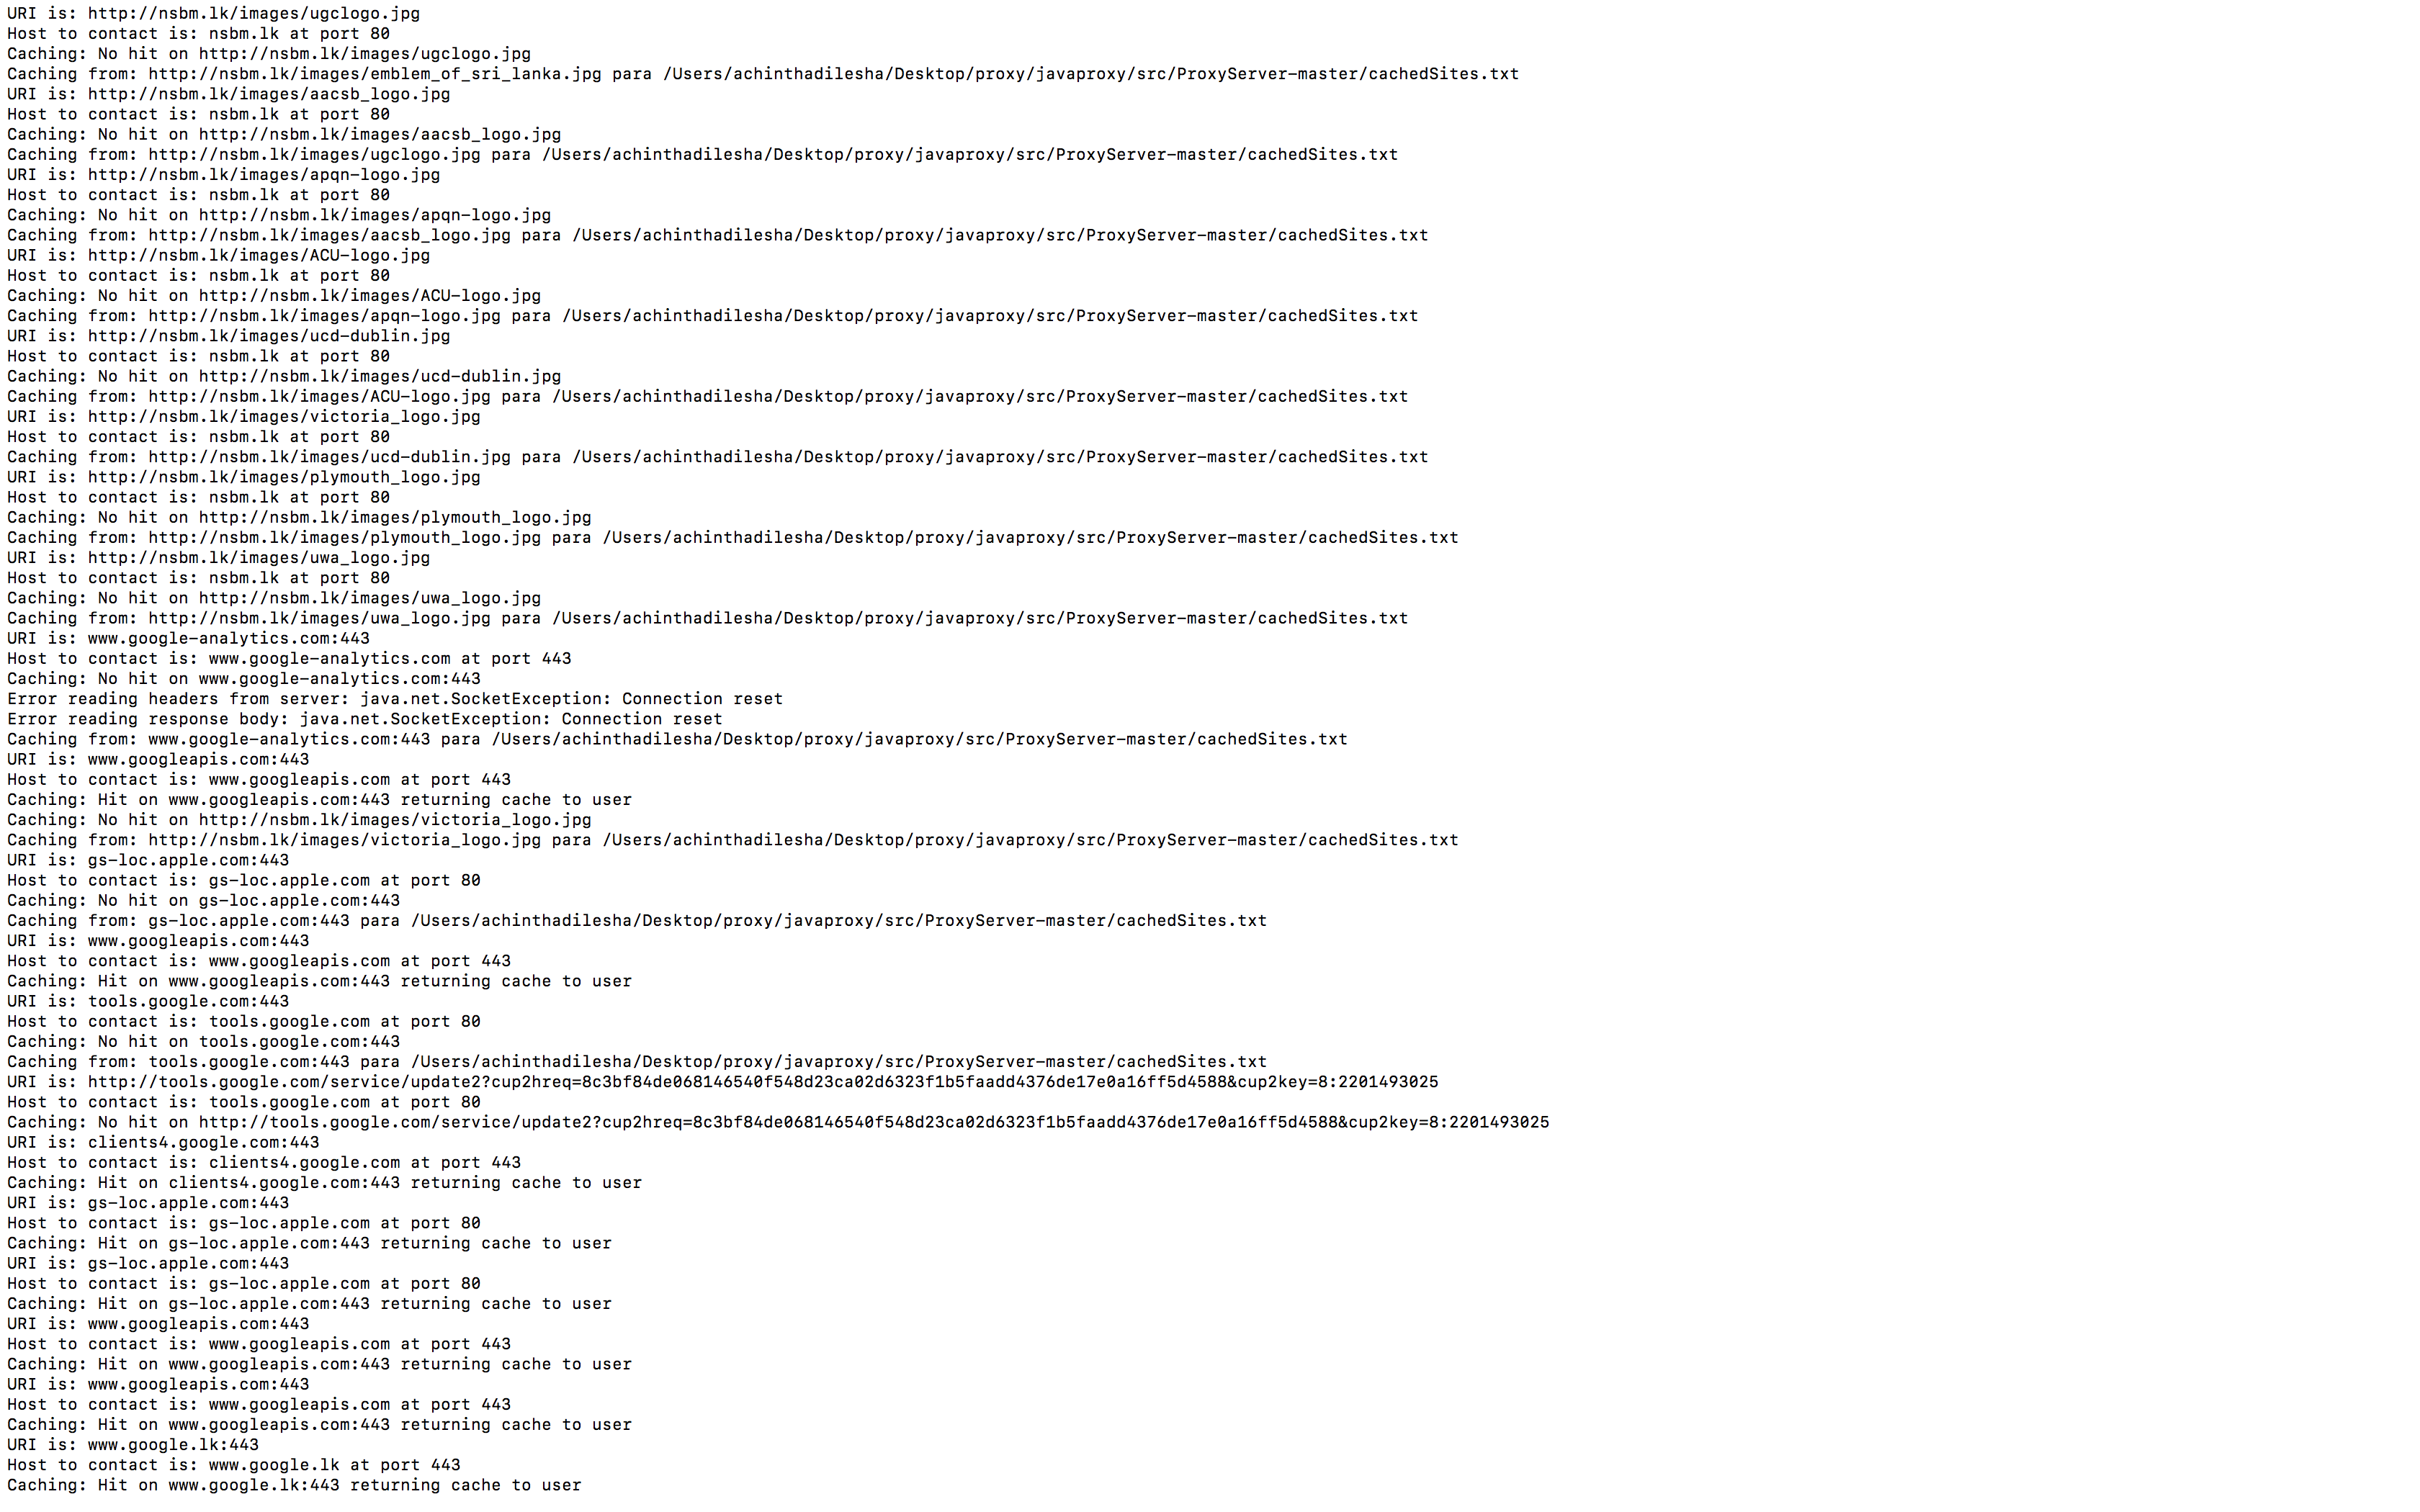 URI is: http://nsbm.lk/images/ugclogo.jpg
Host to contact is: nsbm.lk at port 80
Caching: No hit on http://nsbm.lk/images/ugclogo.jpg
Caching from: http://nsbm.lk/images/emblem_of_sri_lanka.jpg para /Users/achinthadilesha/Desktop/proxy/javaproxy/src/ProxyServer-master/cachedSites.txt
URI is: http://nsbm.lk/images/aacsb_logo.jpg
Host to contact is: nsbm.lk at port 80
Caching: No hit on http://nsbm.lk/images/aacsb_logo.jpg
Caching from: http://nsbm.lk/images/ugclogo.jpg para /Users/achinthadilesha/Desktop/proxy/javaproxy/src/ProxyServer-master/cachedSites.txt
URI is: http://nsbm.lk/images/apqn-logo.jpg
Host to contact is: nsbm.lk at port 80
Caching: No hit on http://nsbm.lk/images/apqn-logo.jpg
Caching from: http://nsbm.lk/images/aacsb_logo.jpg para /Users/achinthadilesha/Desktop/proxy/javaproxy/src/ProxyServer-master/cachedSites.txt
URI is: http://nsbm.lk/images/ACU-logo.jpg
Host to contact is: nsbm.lk at port 80
Caching: No hit on http://nsbm.lk/images/ACU-logo.jpg
Caching from: http://nsbm.lk/images/apqn-logo.jpg para /Users/achinthadilesha/Desktop/proxy/javaproxy/src/ProxyServer-master/cachedSites.txt
URI is: http://nsbm.lk/images/ucd-dublin.jpg
Host to contact is: nsbm.lk at port 80
Caching: No hit on http://nsbm.lk/images/ucd-dublin.jpg
Caching from: http://nsbm.lk/images/ACU-logo.jpg para /Users/achinthadilesha/Desktop/proxy/javaproxy/src/ProxyServer-master/cachedSites.txt
URI is: http://nsbm.lk/images/victoria_logo.jpg
Host to contact is: nsbm.lk at port 80
Caching from: http://nsbm.lk/images/ucd-dublin.jpg para /Users/achinthadilesha/Desktop/proxy/javaproxy/src/ProxyServer-master/cachedSites.txt
URI is: http://nsbm.lk/images/plymouth_logo.jpg
Host to contact is: nsbm.lk at port 80
Caching: No hit on http://nsbm.lk/images/plymouth_logo.jpg
Caching from: http://nsbm.lk/images/plymouth_logo.jpg para /Users/achinthadilesha/Desktop/proxy/javaproxy/src/ProxyServer-master/cachedSites.txt
URI is: http://nsbm.lk/images/uwa_logo.jpg
Host to contact is: nsbm.lk at port 80
Caching: No hit on http://nsbm.lk/images/uwa_logo.jpg
Caching from: http://nsbm.lk/images/uwa_logo.jpg para /Users/achinthadilesha/Desktop/proxy/javaproxy/src/ProxyServer-master/cachedSites.txt
URI is: www.google-analytics.com:443
Host to contact is: www.google-analytics.com at port 443
Caching: No hit on www.google-analytics.com:443
Error reading headers from server: java.net.SocketException: Connection reset
Error reading response body: java.net.SocketException: Connection reset
Caching from: www.google-analytics.com:443 para /Users/achinthadilesha/Desktop/proxy/javaproxy/src/ProxyServer-master/cachedSites.txt
URI is: www.googleapis.com:443
Host to contact is: www.googleapis.com at port 443
Caching: Hit on www.googleapis.com:443 returning cache to user
Caching: No hit on http://nsbm.lk/images/victoria_logo.jpg
Caching from: http://nsbm.lk/images/victoria_logo.jpg para /Users/achinthadilesha/Desktop/proxy/javaproxy/src/ProxyServer-master/cachedSites.txt
URI is: gs-loc.apple.com:443
Host to contact is: gs-loc.apple.com at port 80
Caching: No hit on gs-loc.apple.com:443
Caching from: gs-loc.apple.com:443 para /Users/achinthadilesha/Desktop/proxy/javaproxy/src/ProxyServer-master/cachedSites.txt
URI is: www.googleapis.com:443
Host to contact is: www.googleapis.com at port 443
Caching: Hit on www.googleapis.com:443 returning cache to user
URI is: tools.google.com:443
Host to contact is: tools.google.com at port 80
Caching: No hit on tools.google.com:443
Caching from: tools.google.com:443 para /Users/achinthadilesha/Desktop/proxy/javaproxy/src/ProxyServer-master/cachedSites.txt
URI is: http://tools.google.com/service/update2?cup2hreq=8c3bf84de068146540f548d23ca02d6323f1b5faadd4376de17e0a16ff5d4588&cup2key=8:2201493025
Host to contact is: tools.google.com at port 80
Caching: No hit on http://tools.google.com/service/update2?cup2hreq=8c3bf84de068146540f548d23ca02d6323f1b5faadd4376de17e0a16ff5d4588&cup2key=8:2201493025
URI is: clients4.google.com:443
Host to contact is: clients4.google.com at port 443
Caching: Hit on clients4.google.com:443 returning cache to user
URI is: gs-loc.apple.com:443
Host to contact is: gs-loc.apple.com at port 80
Caching: Hit on gs-loc.apple.com:443 returning cache to user
URI is: gs-loc.apple.com:443
Host to contact is: gs-loc.apple.com at port 80
Caching: Hit on gs-loc.apple.com:443 returning cache to user
URI is: www.googleapis.com:443
Host to contact is: www.googleapis.com at port 443
Caching: Hit on www.googleapis.com:443 returning cache to user
URI is: www.googleapis.com:443
Host to contact is: www.googleapis.com at port 443
Caching: Hit on www.googleapis.com:443 returning cache to user
URI is: www.google.lk:443
Host to contact is: www.google.lk at port 443
Caching: Hit on www.google.lk:443 returning cache to user